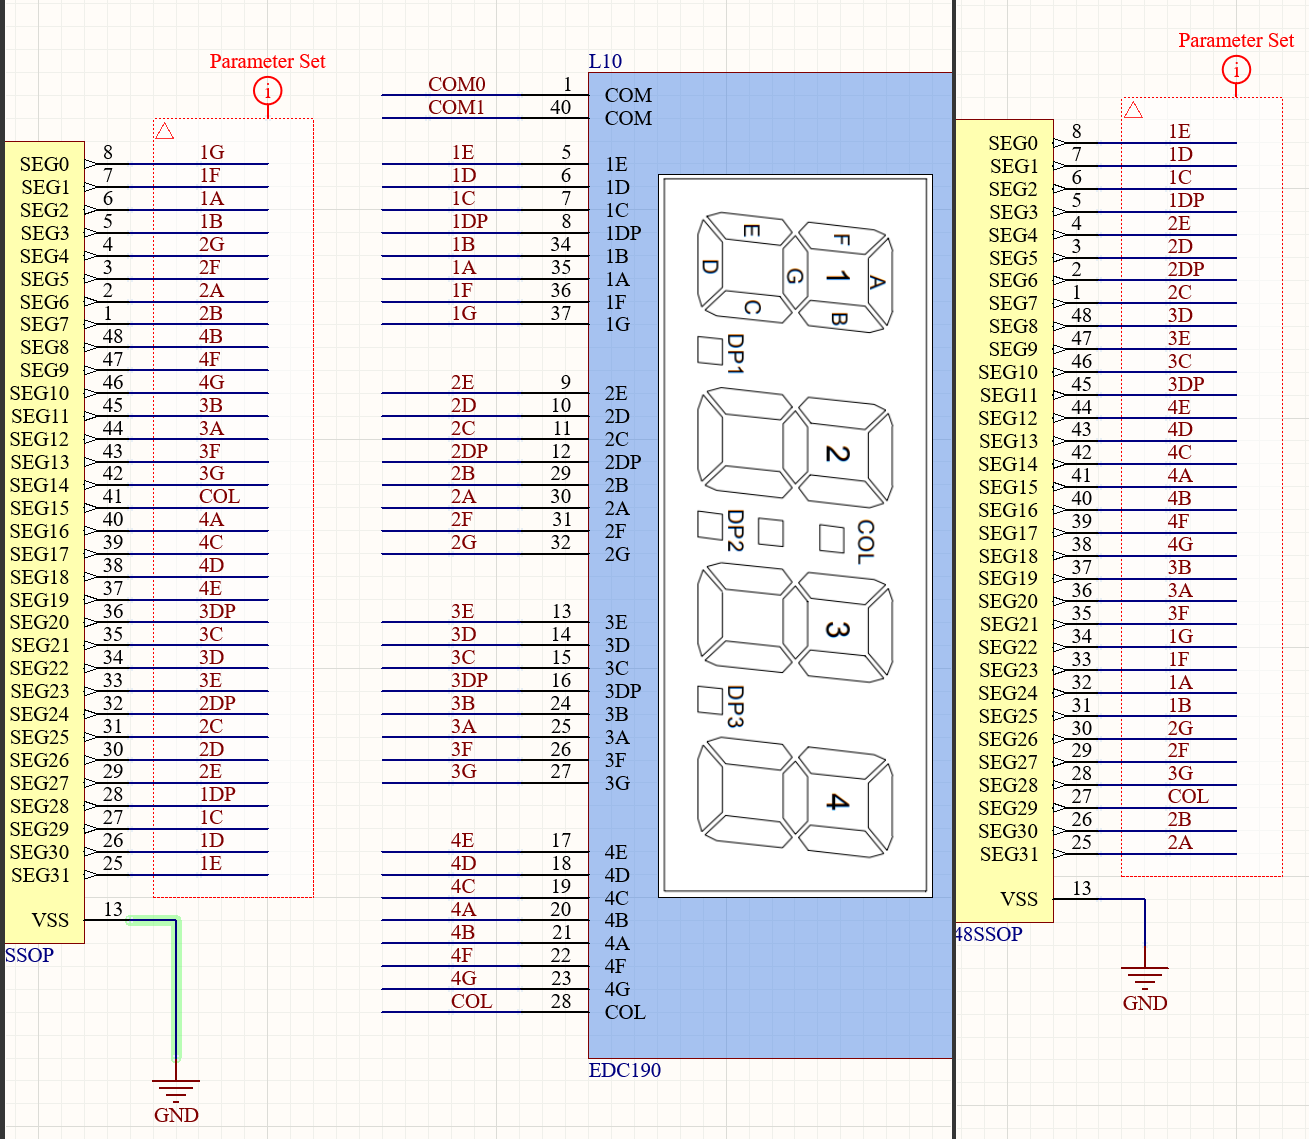 Parameter Set
i
SEG0 8 1G
SEG1 7 1F
SEG2 6 1A
SEG3 5 1B
SEG4 4 2G
SEG5 3 2F
SEG6 2 2A
SEG7 1 2B
SEG8 48 4B
SEG9 47 4F
SEG10 46 4G
SEG11 45 3B
SEG12 44 3A
SEG13 43 3F
SEG14 42 3G
SEG15 41 COL
SEG16 40 4A
SEG17 39 4C
SEG18 38 4D
SEG19 37 4E
SEG20 36 3DP
SEG21 35 3C
SEG22 34 3D
SEG23 33 3E
SEG24 32 2DP
SEG25 31 2C
SEG26 30 2D
SEG27 29 2E
SEG28 28 1DP
SEG29 27 1C
SEG30 26 1D
SEG31 25 1E
VSS 13
SSOP
GND
L10
COM0 1 COM
COM1 40 COM
1E 5 1E
1D 6 1D
1C 7 1C
1DP 8 1DP
1B 34 1B
1A 35 1A
1F 36 1F
1G 37 1G
2E 9 2E
2D 10 2D
2C 11 2C
2DP 12 2DP
2B 29 2B
2A 30 2A
2F 31 2F
2G 32 2G
3E 13 3E
3D 14 3D
3C 15 3C
3DP 16 3DP
3B 24 3B
3A 25 3A
3F 26 3F
3G 27 3G
4E 17 4E
4D 18 4D
4C 19 4C
4A 20 4B
4B 21 4A
4F 22 4F
4G 23 4G
COL 28 COL
E F
D G 1 A
C B
DP1
2
DP2 COL
3
DP3
4
EDC190
Parameter Set
i
SEG0 8 1E
SEG1 7 1D
SEG2 6 1C
SEG3 5 1DP
SEG4 4 2E
SEG5 3 2D
SEG6 2 2DP
SEG7 1 2C
SEG8 48 3D
SEG9 47 3E
SEG10 46 3C
SEG11 45 3DP
SEG12 44 4E
SEG13 43 4D
SEG14 42 4C
SEG15 41 4A
SEG16 40 4B
SEG17 39 4F
SEG18 38 4G
SEG19 37 3B
SEG20 36 3A
SEG21 35 3F
SEG22 34 1G
SEG23 33 1F
SEG24 32 1A
SEG25 31 1B
SEG26 30 2G
SEG27 29 2F
SEG28 28 3G
SEG29 27 COL
SEG30 26 2B
SEG31 25 2A
VSS 13
48SSOP
GND